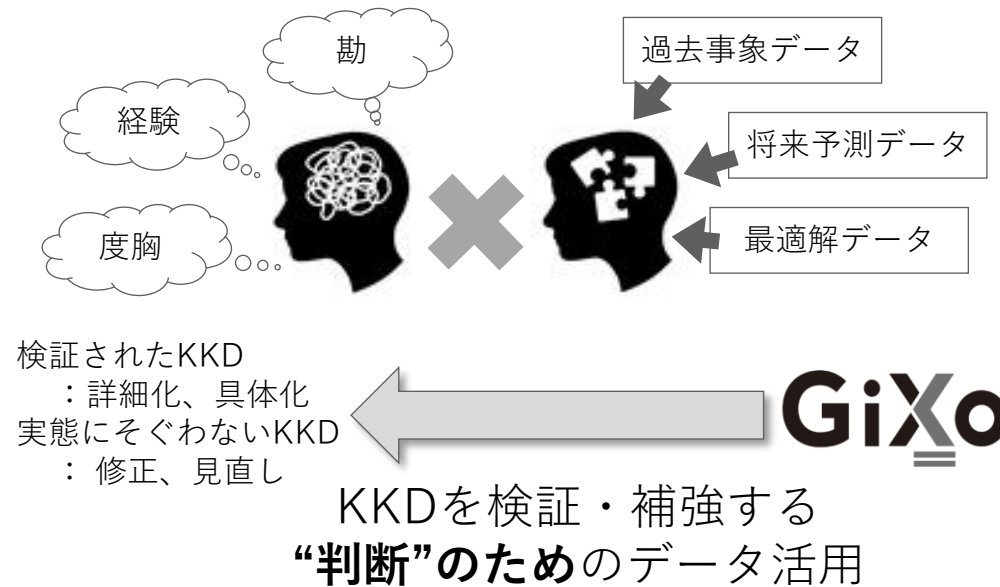 勘
経験
度胸
過去事象データ
将来予測データ
最適解データ
検証されたKKD
：詳細化、具体化
実態にそぐわないKKD
： 修正、見直し
GiXo
KKDを検証・補強する
“判断”のためのデータ活用